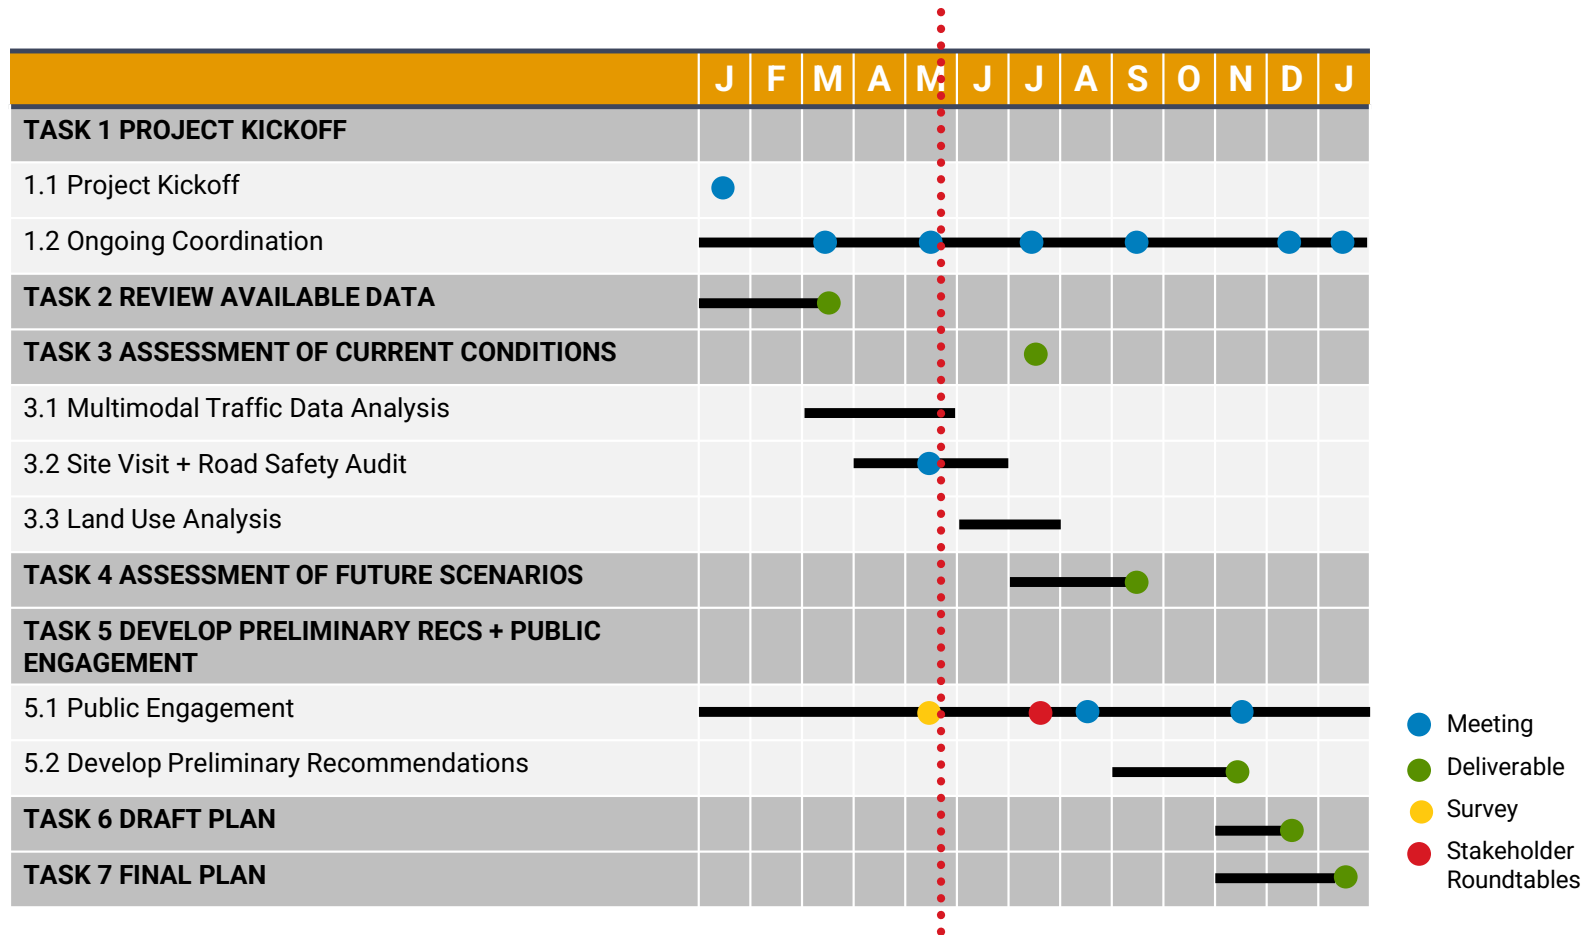 J F M A M J J A S O N D J
TASK 1 PROJECT KICKOFF
1.1 Project Kickoff
1.2 Ongoing Coordination
TASK 2 REVIEW AVAILABLE DATA
TASK 3 ASSESSMENT OF CURRENT CONDITIONS
3.1 Multimodal Traffic Data Analysis
3.2 Site Visit + Road Safety Audit
3.3 Land Use Analysis
TASK 4 ASSESSMENT OF FUTURE SCENARIOS
TASK 5 DEVELOP PRELIMINARY RECS + PUBLIC
ENGAGEMENT
5.1 Public Engagement
5.2 Develop Preliminary Recommendations
TASK 6 DRAFT PLAN
TASK 7 FINAL PLAN
Meeting
Deliverable
Survey
Stakeholder
Roundtables